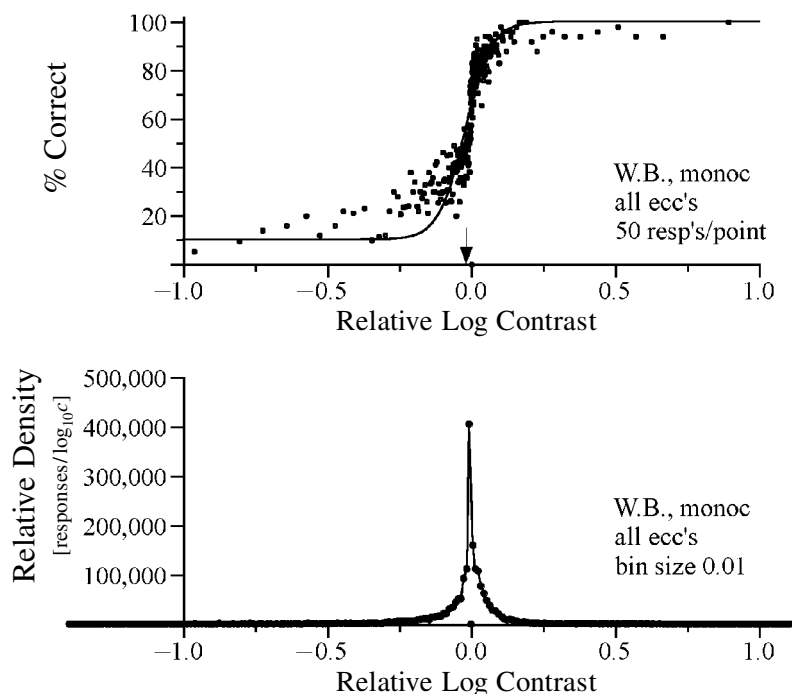 100
80
60
40
20
% Correct
W.B., monoc
all ecc's
50 resp's/point
−1.0 −0.5 0.0 0.5 1.0
Relative Log Contrast
500,000
400,000
300,000
200,000
100,000
Relative Density
[responses/log10c]
W.B., monoc
all ecc's
bin size 0.01
−1.0 −0.5 0.0 0.5 1.0
Relative Log Contrast